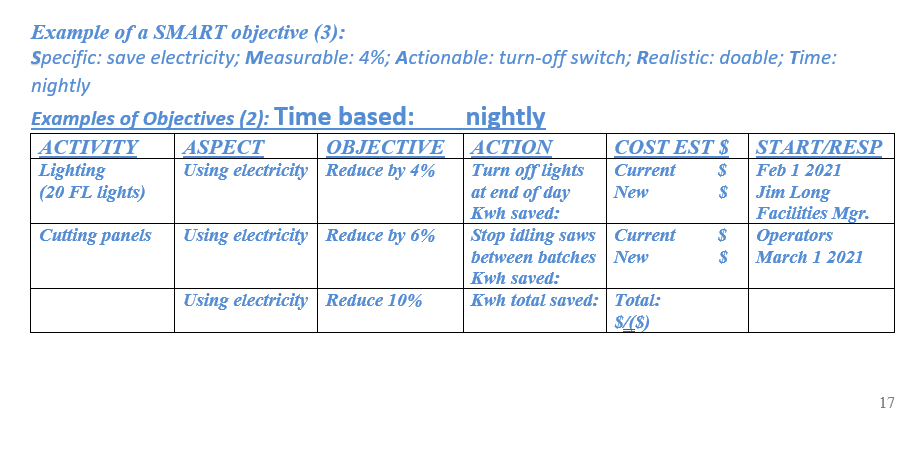 Example of a SMART objective (3):
Specific: save electricity; Measurable: 4%; Actionable: turn-off switch; Realistic: doable; Time:
nightly
Examples of Objectives (2): Time based: nightly
ACTIVITY ASPECT OBJECTIVE ACTION COST EST $ START/RESP
Lighting Using electricity Reduce by 4% Turn off lights Current $ Feb 1 2021
(20 FL lights) at end of day New $ Jim Long
Kwh saved: Facilities Mgr.
Cutting panels Using electricity Reduce by 6% Stop idling saws Current $ Operators
between batches New $ March 1 2021
Kwh saved:
Using electricity Reduce 10% Kwh total saved: Total:
$/($)
17